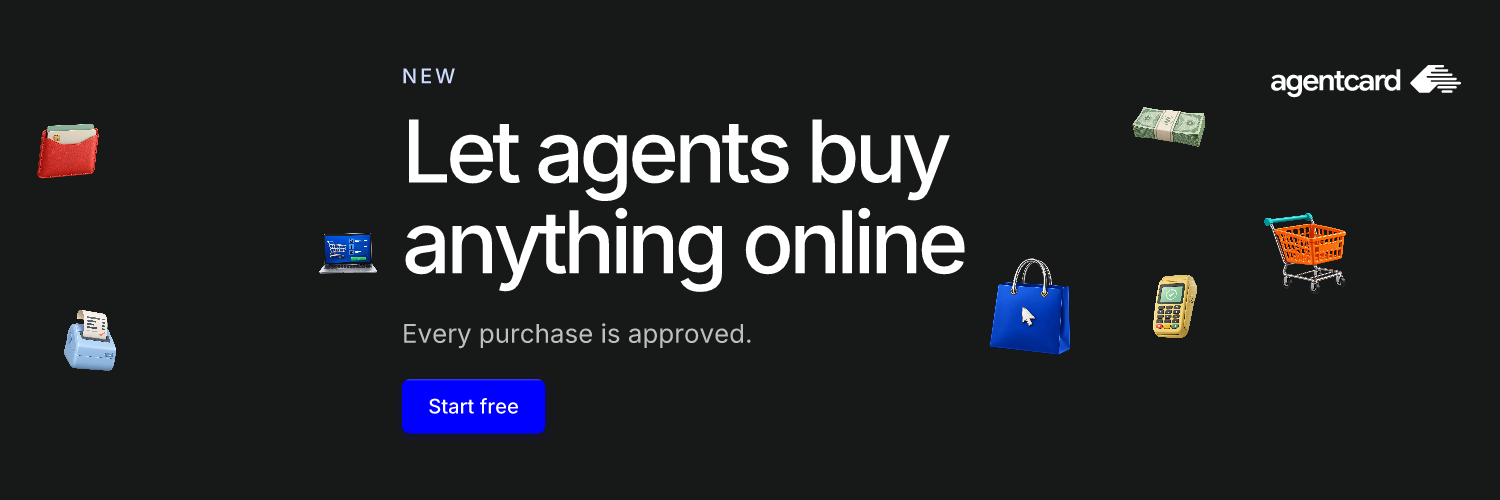 NEW
agentcard
Let agents buy
anything online
Every purchase is approved.
Start free